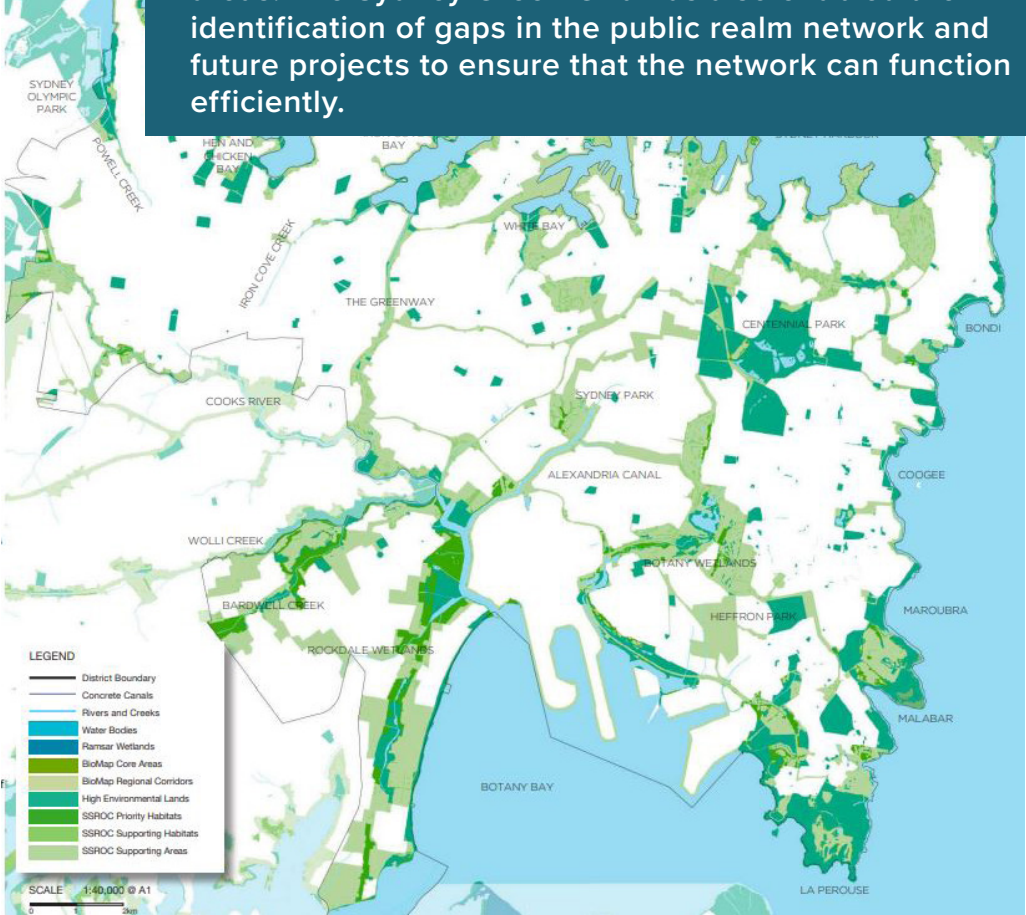 identification of gaps in the public realm network and
future projects to ensure that the network can function
efficiently.
SYDNEY
OLYMPIC
PARK
POWELL CREEK
HEN AND
CHICKEN
BAY
BAY
IRON COVE CREEK
WHITE BAY
THE GREENWAY
CENTENNIAL PARK
BONDI
COOKS RIVER
SYDNEY PARK
ALEXANDRIA CANAL
COOGEE
WOLLI CREEK
BOTANY WETLANDS
BARDWELL CREEK
HEFFRON PARK
MAROUBRA
ROCKDALE WETLANDS
MALABAR
BOTANY BAY
LA PEROUSE
LEGEND
District Boundary
Concrete Canals
Rivers and Creeks
Water Bodies
Ramsar Wetlands
BioMap Core Areas
BioMap Regional Corridors
High Environmental Lands
SSROC Priority Habitats
SSROC Supporting Habitats
SSROC Supporting Areas
SCALE 1:40,000 @ A1
0 1 2km